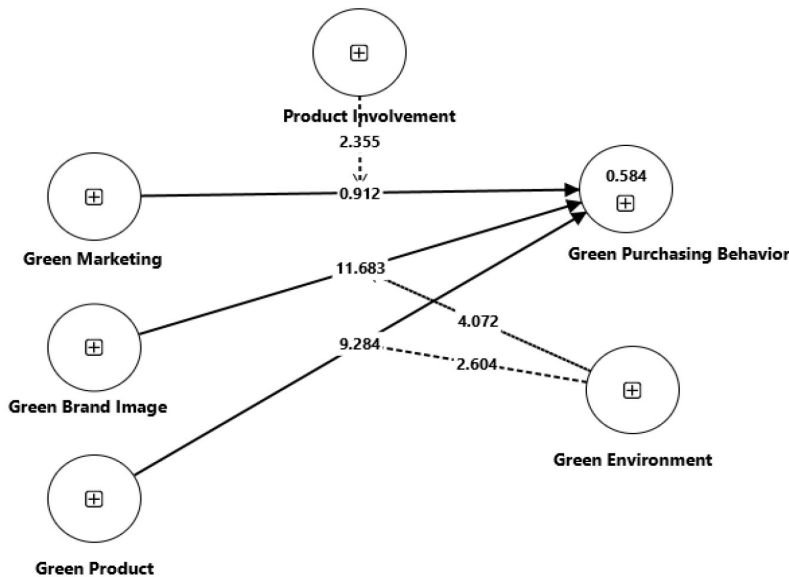 Product Involvement
2.355
0.584
0.912
Green Marketing
Green Purchasing Behavior
11.683
4.072
9.284
2.604
Green Brand Image
Green Environment
Green Product